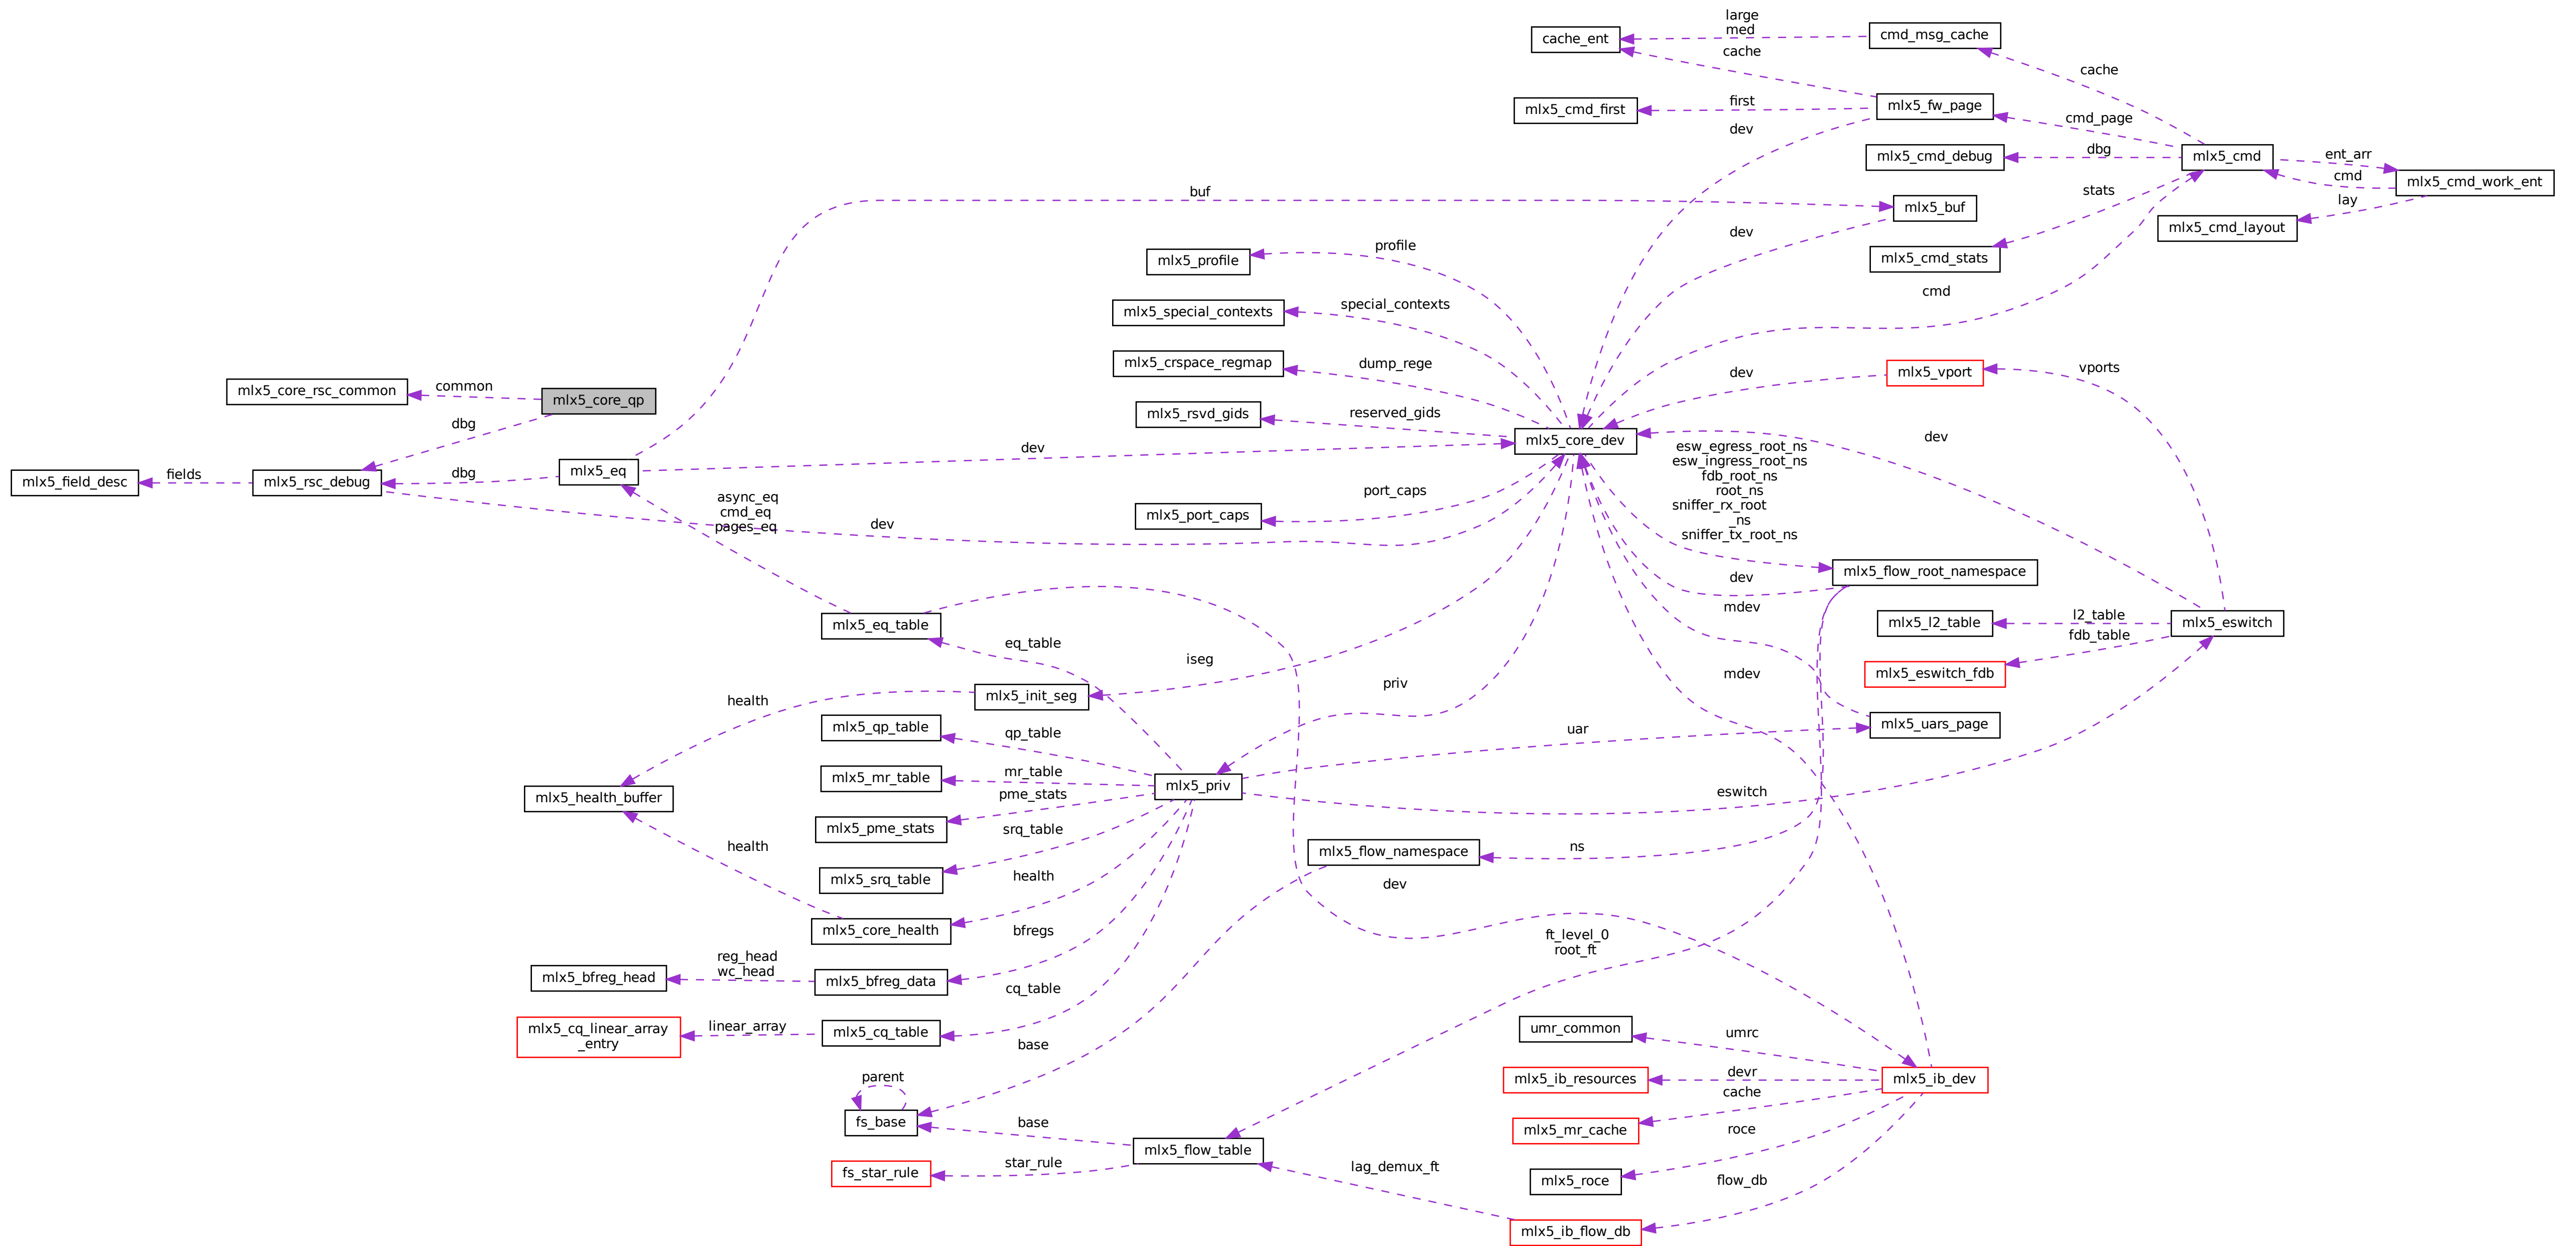 large
med
cache_ent
cmd_msg_cache
cache
cache
first
mlx5_cmd_first
mlx5_fw_page
cmd_page
dev
dbg
mlx5_cmd_debug
mlx5_cmd
ent_arr
cmd
mlx5_cmd_work_ent
lay
stats
buf
mlx5_buf
mlx5_cmd_layout
dev
profile
mlx5_profile
mlx5_cmd_stats
cmd
special_contexts
mlx5_special_contexts
dump_rege
mlx5_crspace_regmap
dev
mlx5_vport
vports
common
mlx5_core_rsc_common
mlx5_core_qp
dbg
reserved_gids
mlx5_rsvd_gids
mlx5_core_dev
dev
dev
esw_egress_root_ns
esw_ingress_root_ns
fdb_root_ns
root_ns
sniffer_rx_root
_ns
sniffer_tx_root_ns
mlx5_field_desc
fields
mlx5_rsc_debug
dbg
mlx5_eq
async_eq
cmd_eq
pages_eq
dev
port_caps
mlx5_port_caps
mlx5_flow_root_namespace
dev
mdev
mlx5_eq_table
eq_table
mlx5_l2_table
l2_table
mlx5_eswitch
fdb_table
mlx5_eswitch_fdb
iseg
priv
mdev
health
mlx5_init_seg
mlx5_qp_table
qp_table
uar
mlx5_uars_page
mlx5_mr_table
mr_table
mlx5_priv
eswitch
pme_stats
mlx5_health_buffer
mlx5_pme_stats
srq_table
health
mlx5_srq_table
health
mlx5_flow_namespace
ns
dev
mlx5_core_health
bfregs
ft_level_0
root_ft
reg_head
wc_head
mlx5_bfreg_head
mlx5_bfreg_data
cq_table
mlx5_cq_linear_array
_entry
linear_array
mlx5_cq_table
base
umr_common
umrc
parent
mlx5_ib_resources
devr
mlx5_ib_dev
cache
fs_base
base
mlx5_mr_cache
roce
mlx5_flow_table
fs_star_rule
star_rule
lag_demux_ft
mlx5_roce
flow_db
mlx5_ib_flow_db